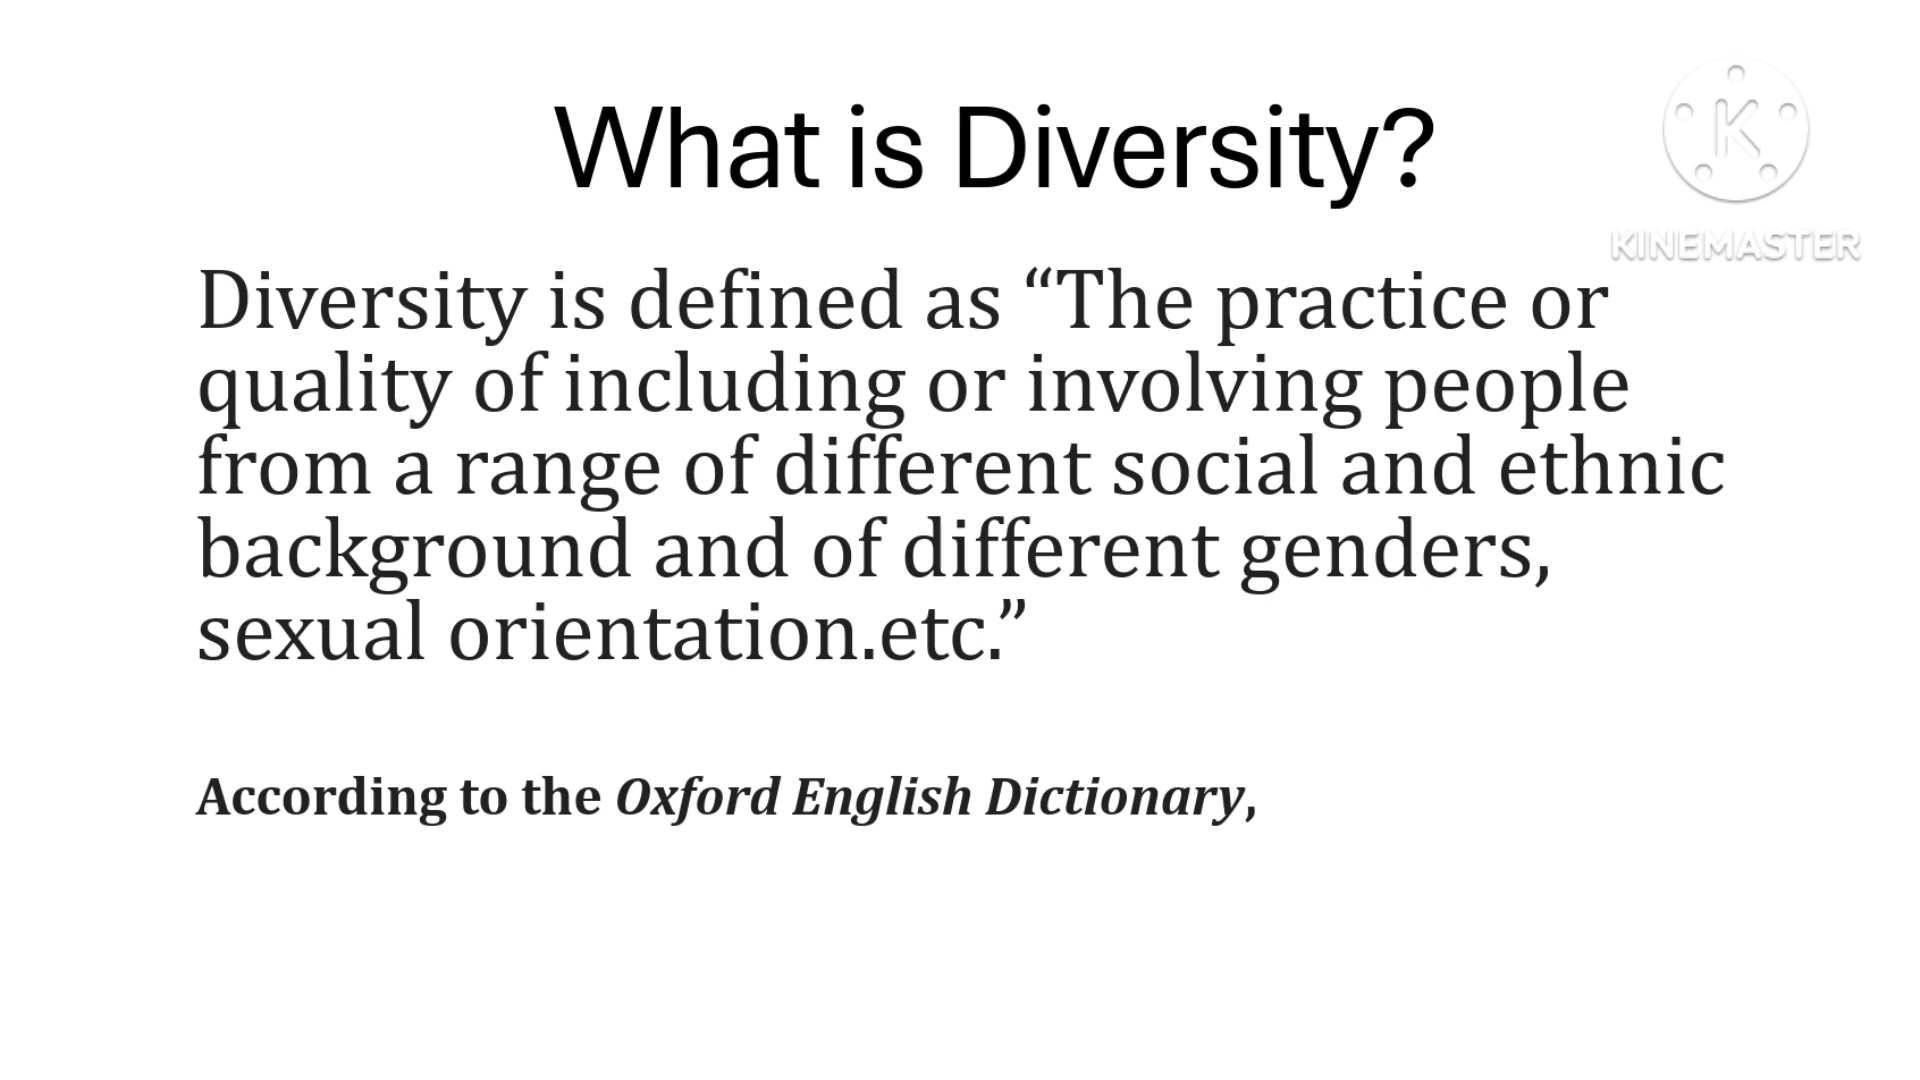 What is Diversity?
K
KINEMASTER
Diversity is defined as “The practice or
quality of including or involving people
from a range of different social and ethnic
background and of different genders,
sexual orientation.etc.”
According to the Oxford English Dictionary,